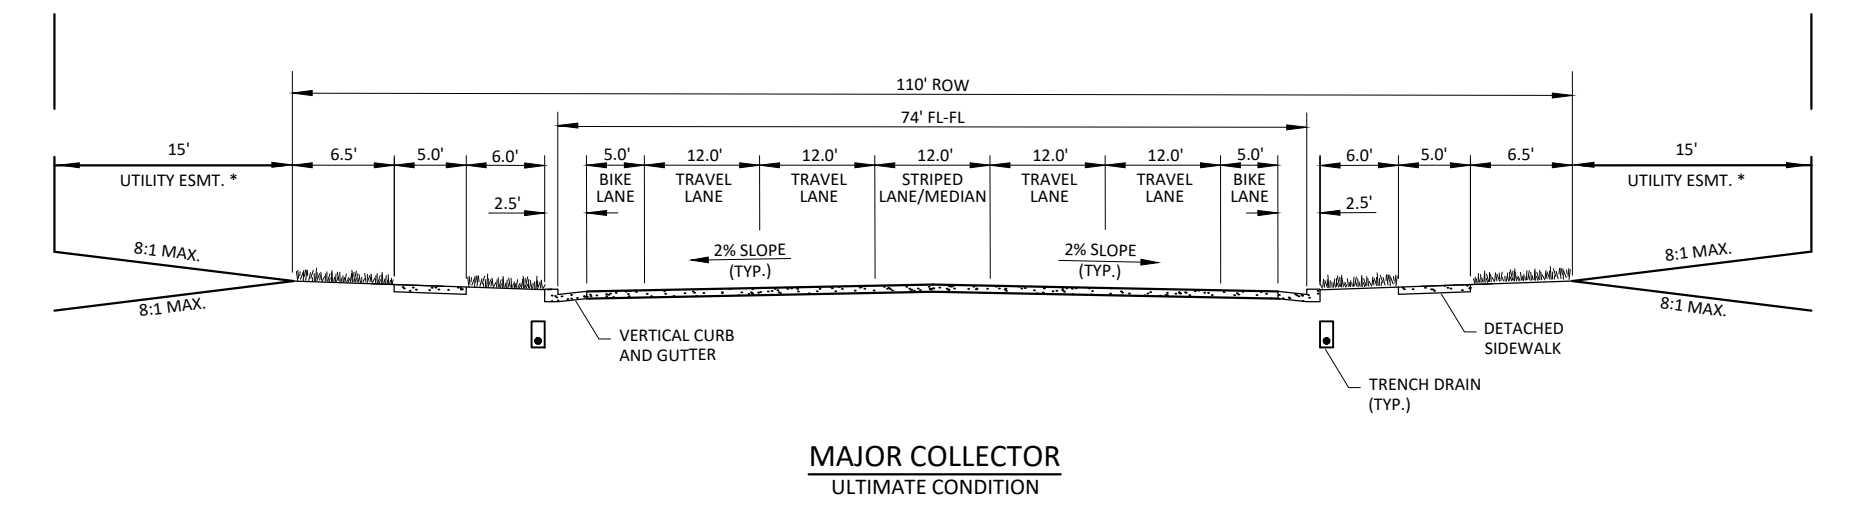 110' ROW
74' FL-FL
15'
6.5'
5.0'
6.0'
5.0'
12.0'
12.0'
12.0'
12.0'
12.0'
5.0'
6.0'
5.0'
6.5'
15'
UTILITY ESMT. *
BIKE
LANE
TRAVEL
LANE
TRAVEL
LANE
STRIPED
LANE/MEDIAN
TRAVEL
LANE
TRAVEL
LANE
BIKE
LANE
UTILITY ESMT. *
2.5'
2.5'
8:1 MAX.
2% SLOPE
(TYP.)
2% SLOPE
(TYP.)
8:1 MAX.
8:1 MAX.
8:1 MAX.
VERTICAL CURB
AND GUTTER
DETACHED
SIDEWALK
TRENCH DRAIN
(TYP.)
MAJOR COLLECTOR
ULTIMATE CONDITION